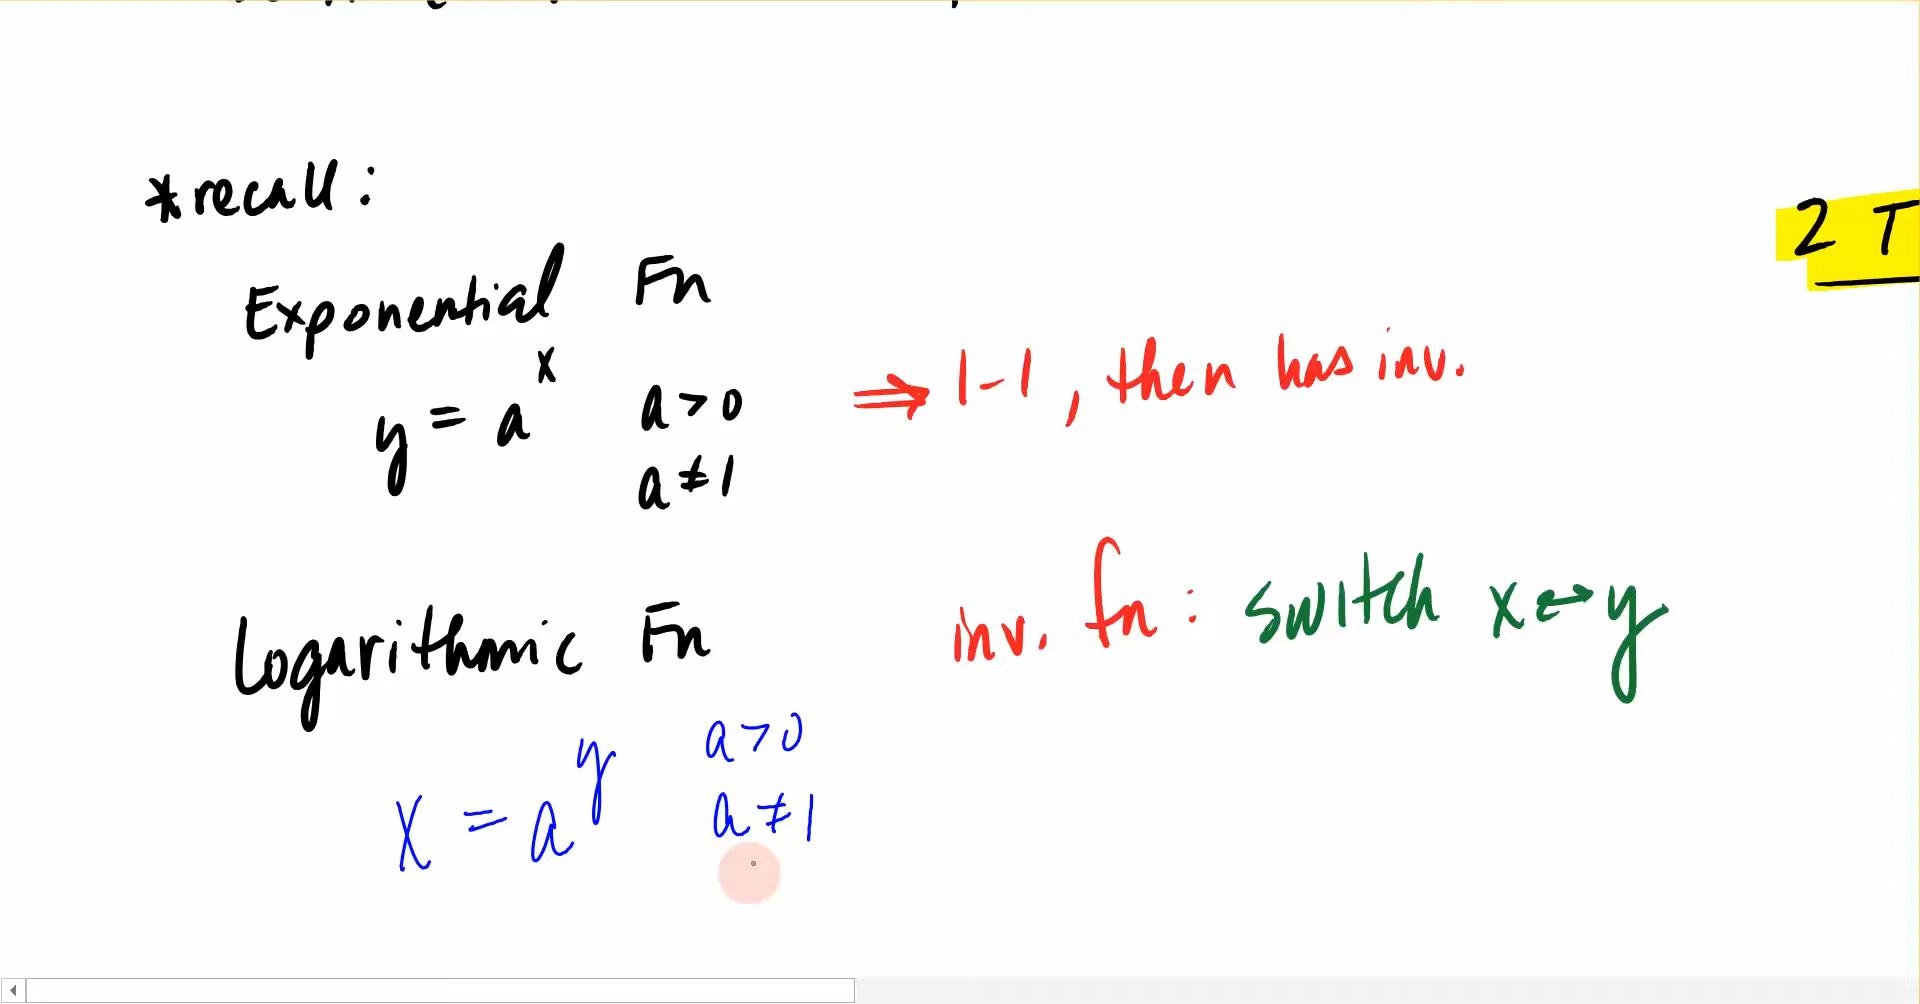 *recall:
2 T
Exponential Fn
y = a^x a > 0
a ≠ 1
⇒ 1-1, then has inv.
inv. fn: switch x↔y
Logarithmic Fn
x = a^y a > 0
a ≠ 1